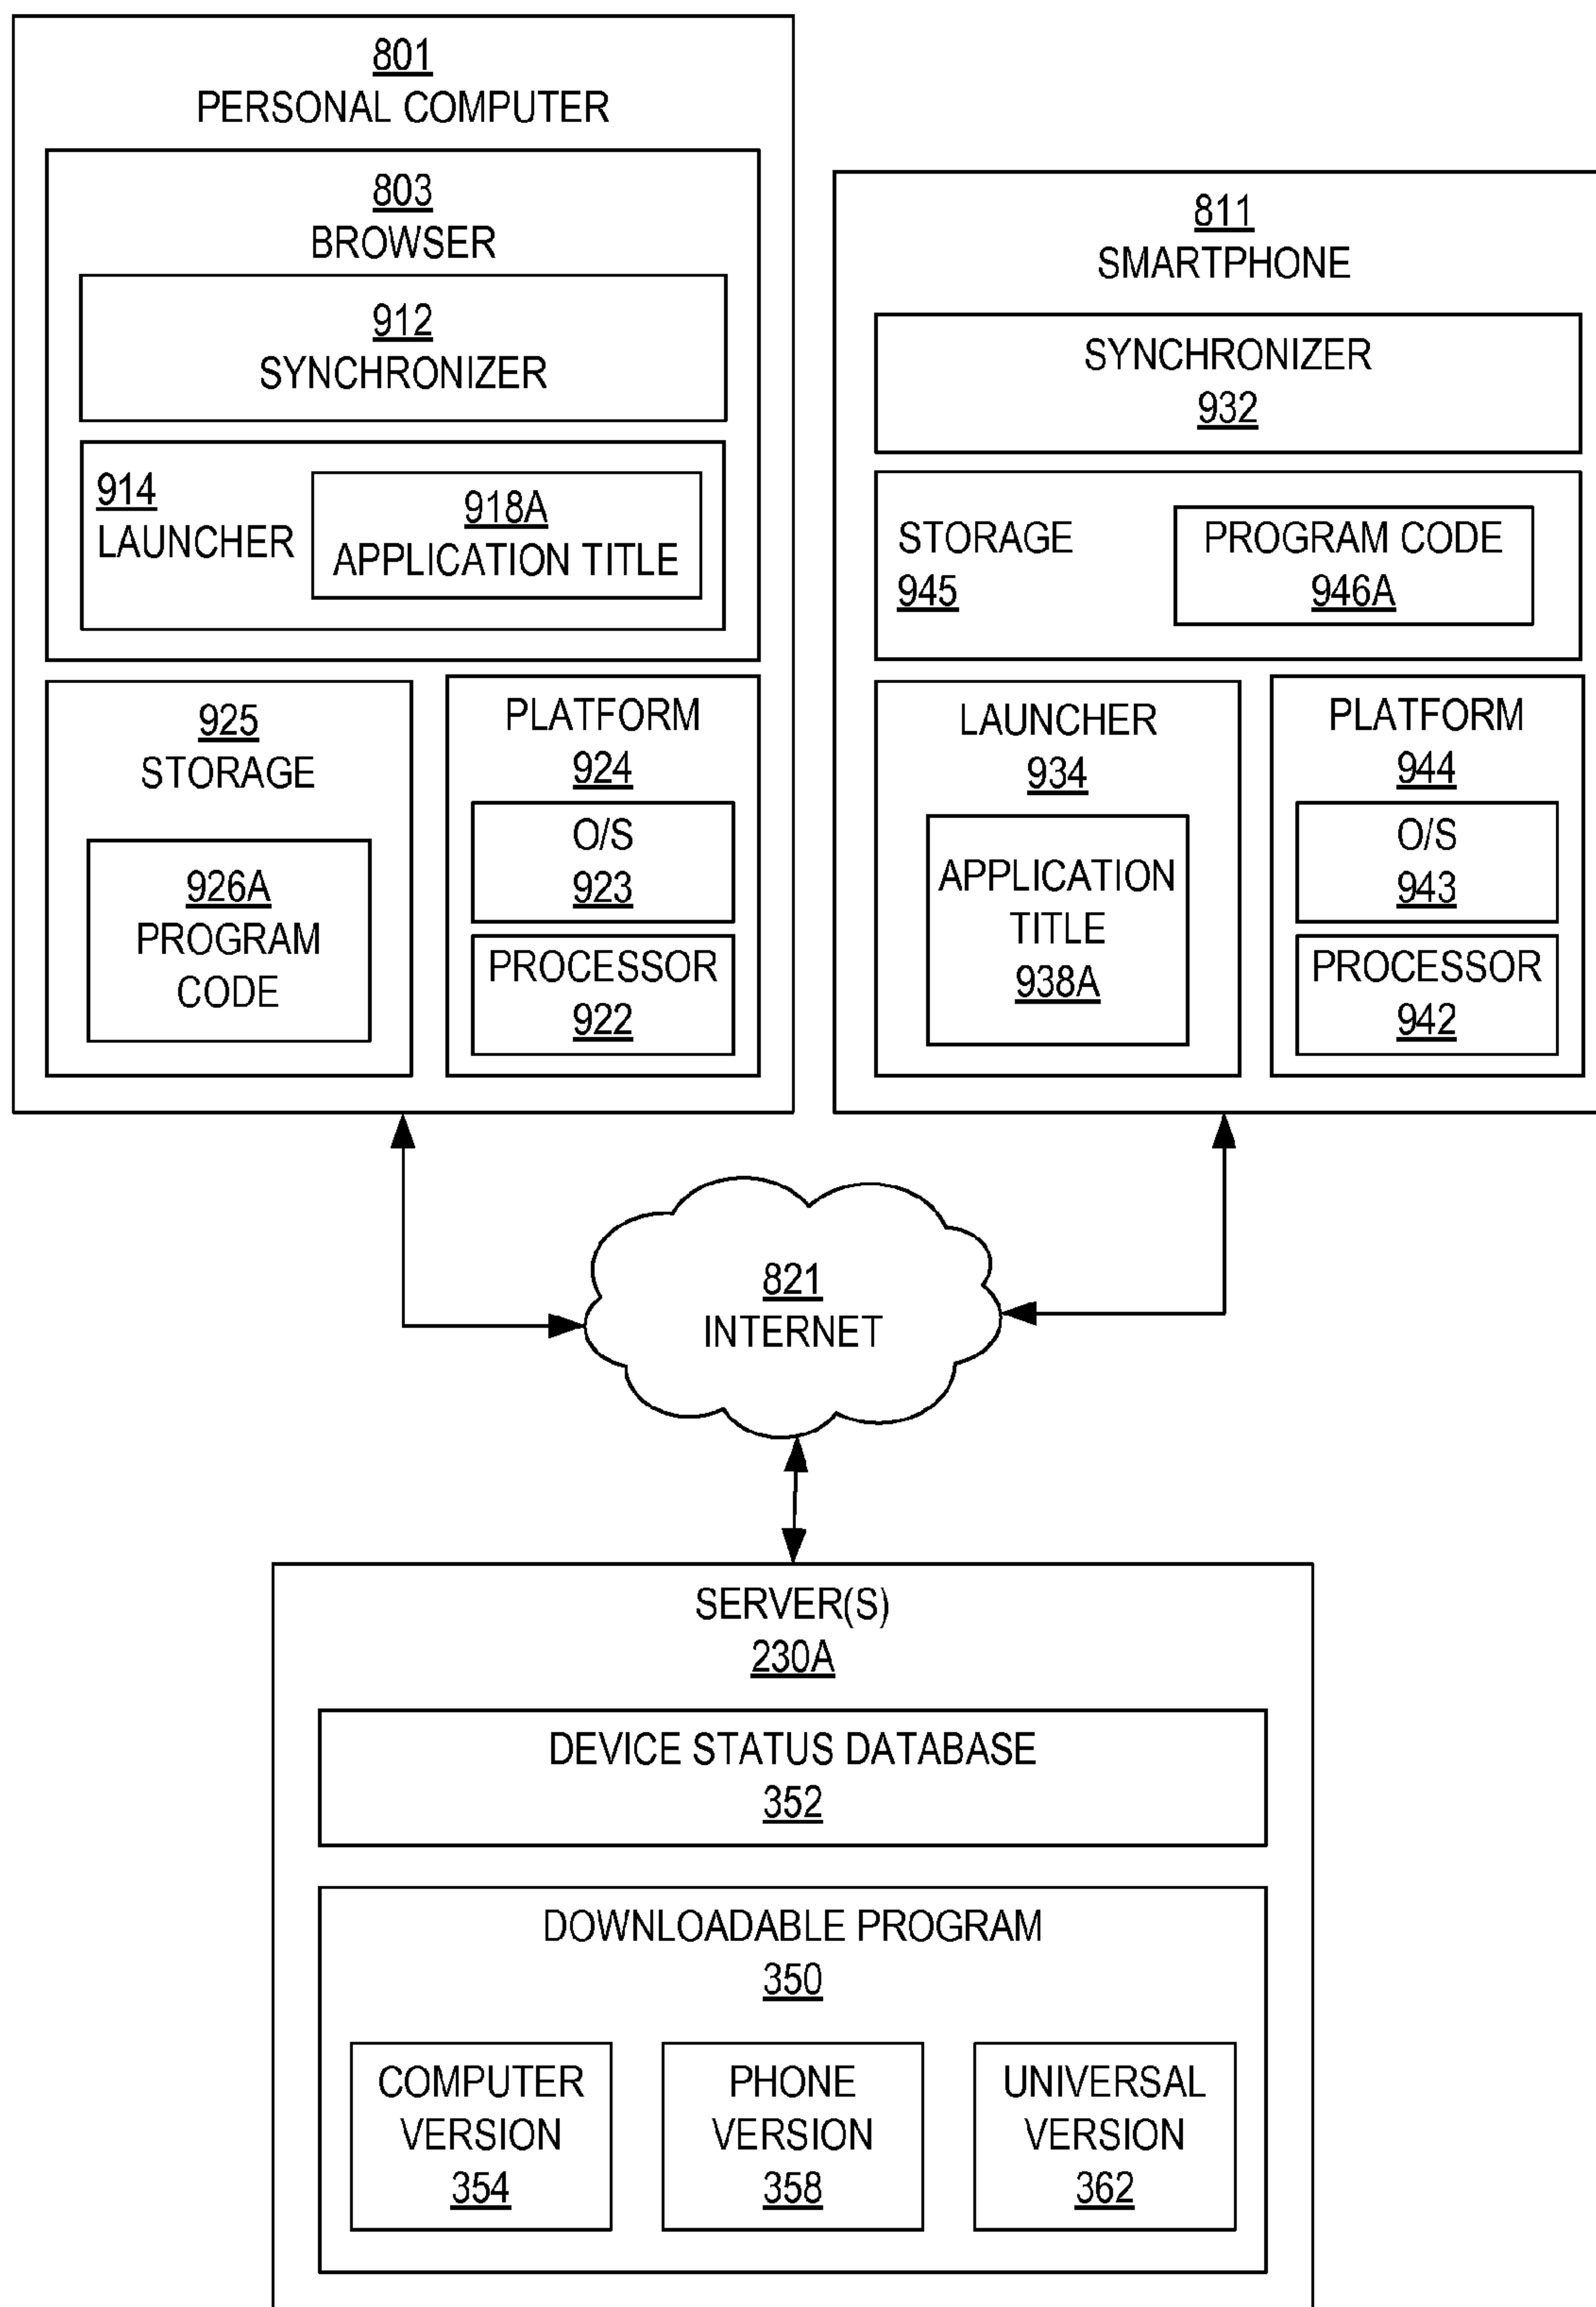 801
PERSONAL COMPUTER
803
BROWSER
912
SYNCHRONIZER
914
LAUNCHER
918A
APPLICATION TITLE
925
STORAGE
926A
PROGRAM
CODE
PLATFORM
924
O/S
923
PROCESSOR
922
811
SMARTPHONE
SYNCHRONIZER
932
STORAGE
945
PROGRAM CODE
946A
LAUNCHER
934
APPLICATION
TITLE
938A
PLATFORM
944
O/S
943
PROCESSOR
942
821
INTERNET
SERVER(S)
230A
DEVICE STATUS DATABASE
352
DOWNLOADABLE PROGRAM
350
COMPUTER
VERSION
354
PHONE
VERSION
358
UNIVERSAL
VERSION
362